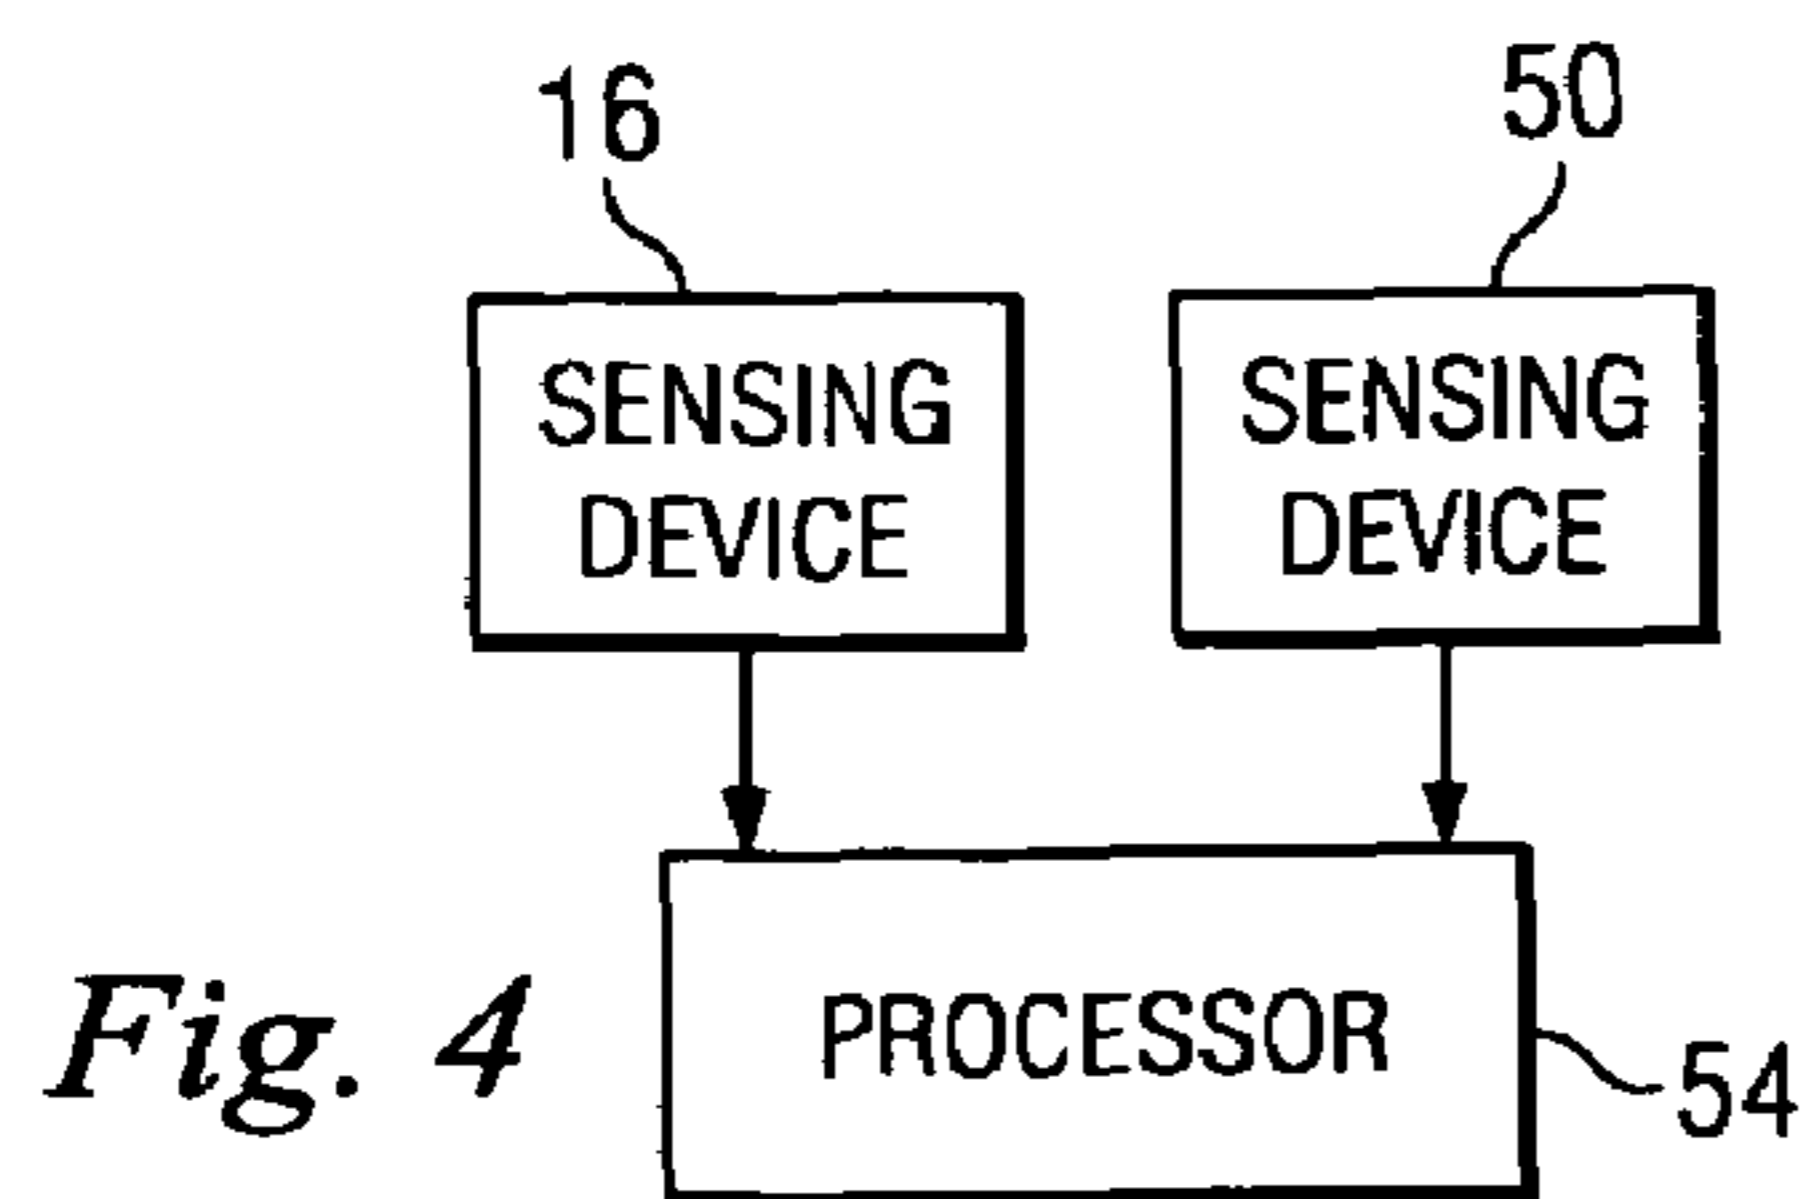 16
50
SENSING
DEVICE
SENSING
DEVICE
PROCESSOR
Fig. 4
54